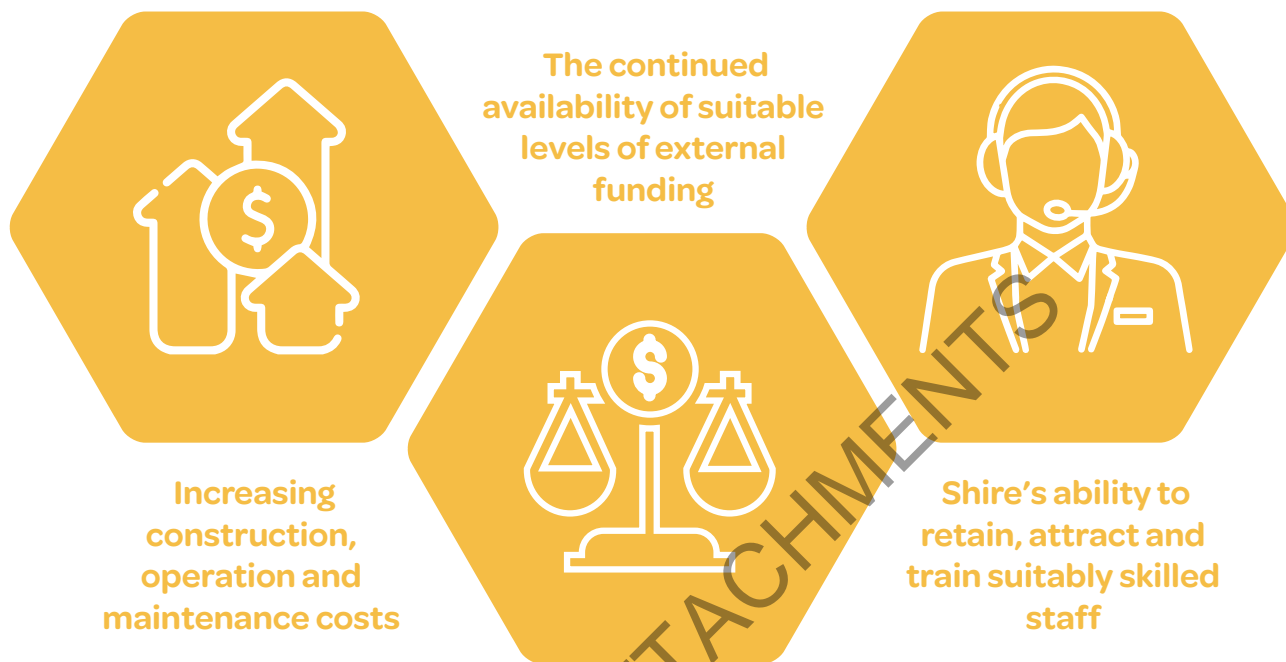 The continued
availability of suitable
levels of external
funding
Increasing
construction,
operation and
maintenance costs
Shire's ability to
retain, attract and
train suitably skilled
staff
TACHMENTS
$
$